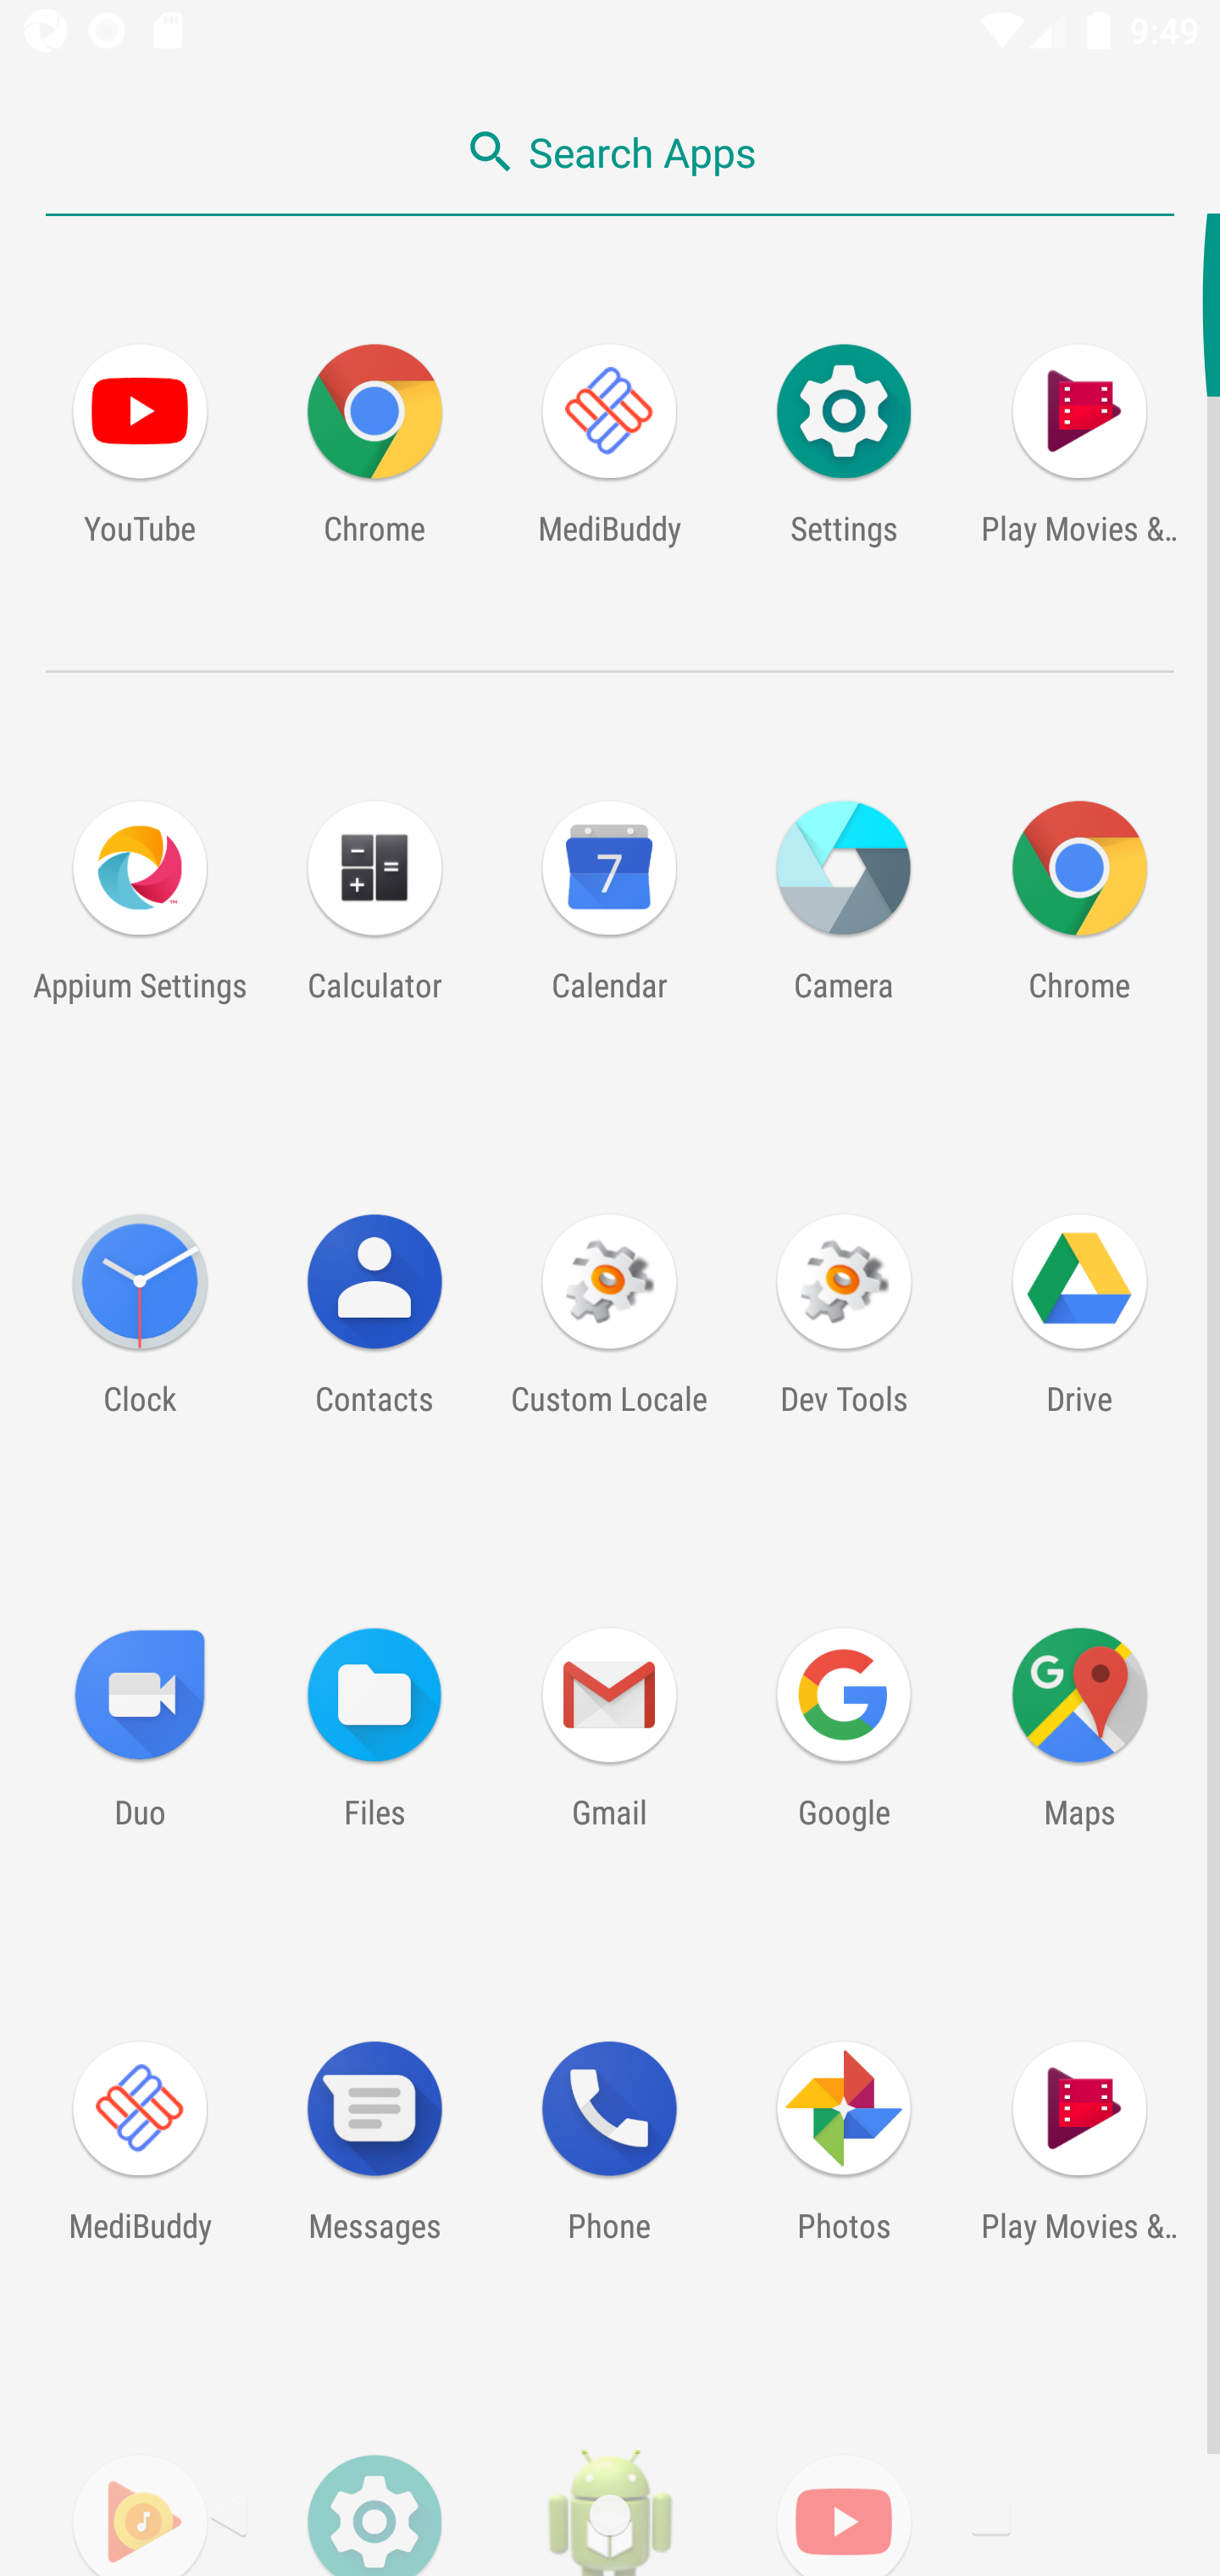 9:49
Search Apps
YouTube
Chrome
MediBuddy
Settings
Play Movies &..
Appium Settings
Calculator
7
Calendar
Camera
Chrome
Clock
Contacts
Custom Locale
Dev Tools
Drive
Duo
Files
Gmail
Google
G
Maps
MediBuddy
Messages
Phone
Photos
Play Movies &..